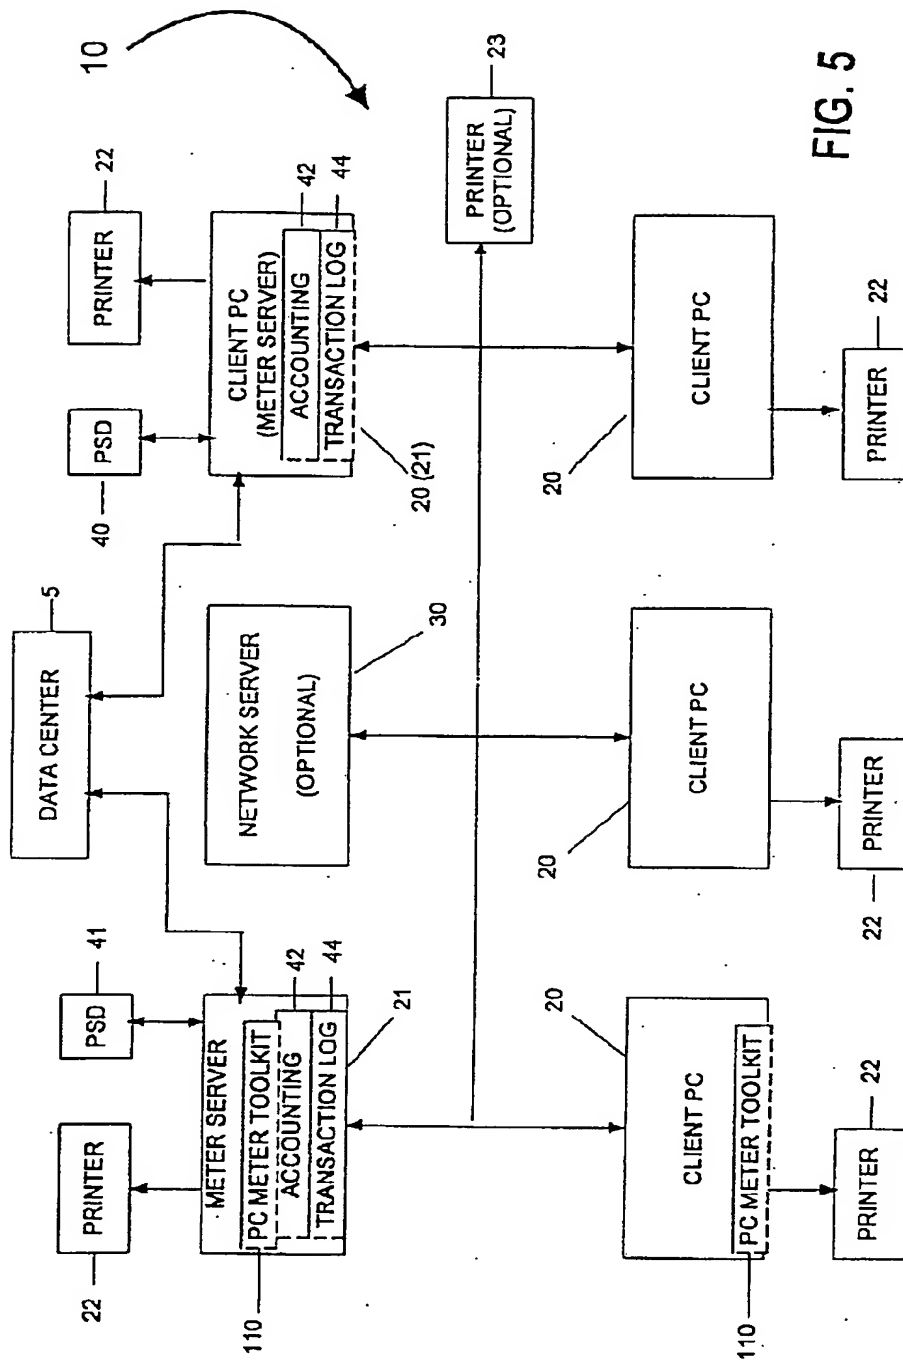 DATA CENTER
5
10
22
PRINTER
PSD
41
40
PSD
PRINTER
22
METER SERVER
PC METER TOOLKIT
ACCOUNTING
TRANSACTION LOG
110
42
44
21
NETWORK SERVER
(OPTIONAL)
30
CLIENT PC
(METER SERVER)
ACCOUNTING
TRANSACTION LOG
42
44
20 (21)
PRINTER
(OPTIONAL)
23
20
CLIENT PC
PC METER TOOLKIT
110
PRINTER
22
20
CLIENT PC
22
PRINTER
20
CLIENT PC
PRINTER
22
FIG. 5